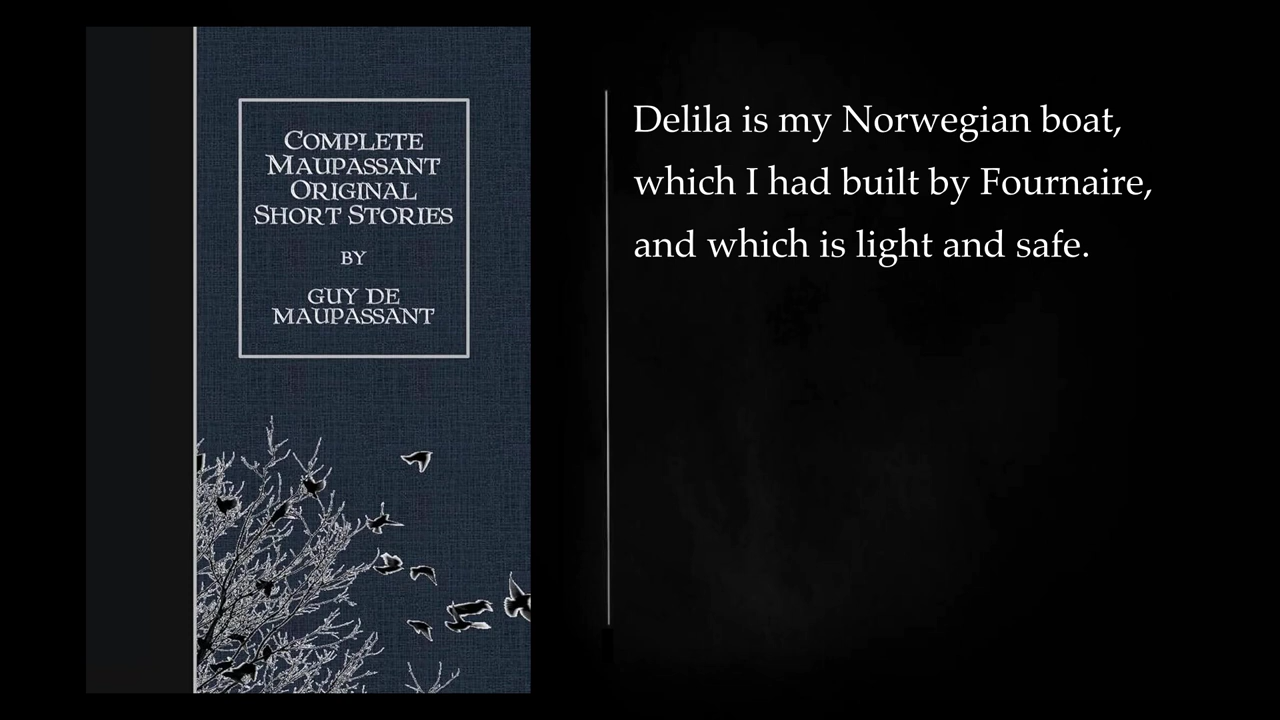 COMPLETE
MAUPASSANT
ORIGINAL
SHORT STORIES
BY
GUY DE
MAUPASSANT
Delila is my Norwegian boat,
which I had built by Fournaire,
and which is light and safe.